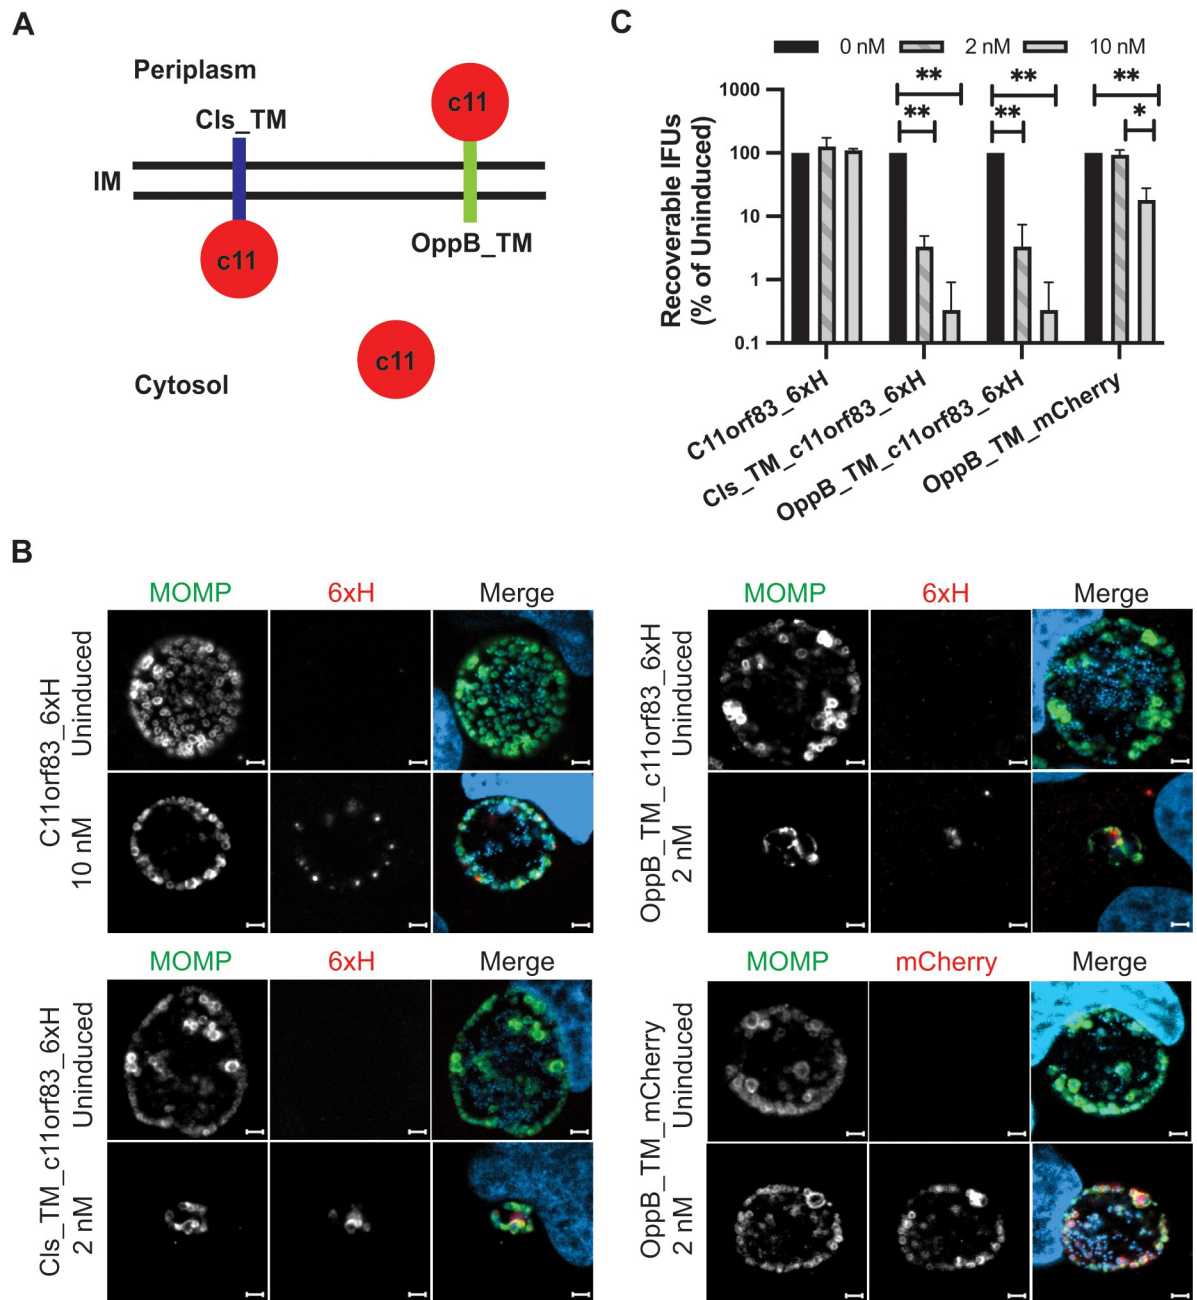 A
Periplasm
Cls_TM
c11
IM
c11
OppB_TM
c11
Cytosol
C
0 nM 2 nM 10 nM
Recoverable IFUs
(% of Uninduced)
1000
100
10
1
0.1
** ** **
** ** *
C11orf83_6xH
Cls_TM_c11orf83_6xH
OppB_TM_c11orf83_6xH
OppB_TM_mCherry
B
MOMP 6xH Merge
C11orf83_6xH
Uninduced
10 nM
MOMP 6xH Merge
OppB_TM_c11orf83_6xH
Uninduced
2 nM
MOMP 6xH Merge
Cls_TM_c11orf83_6xH
Uninduced
2 nM
MOMP mCherry Merge
OppB_TM_mCherry
Uninduced
2 nM